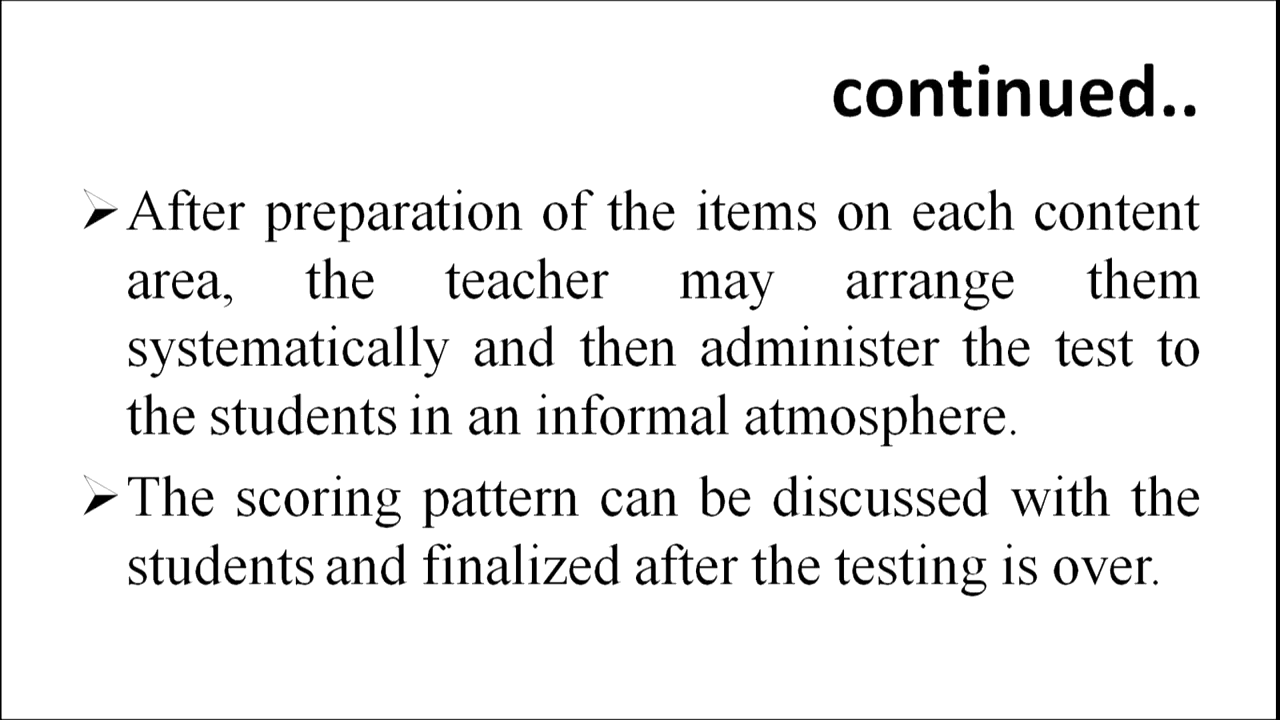 continued..
➢After preparation of the items on each content
area, the teacher may arrange them
systematically and then administer the test to
the students in an informal atmosphere.
➢The scoring pattern can be discussed with the
students and finalized after the testing is over.